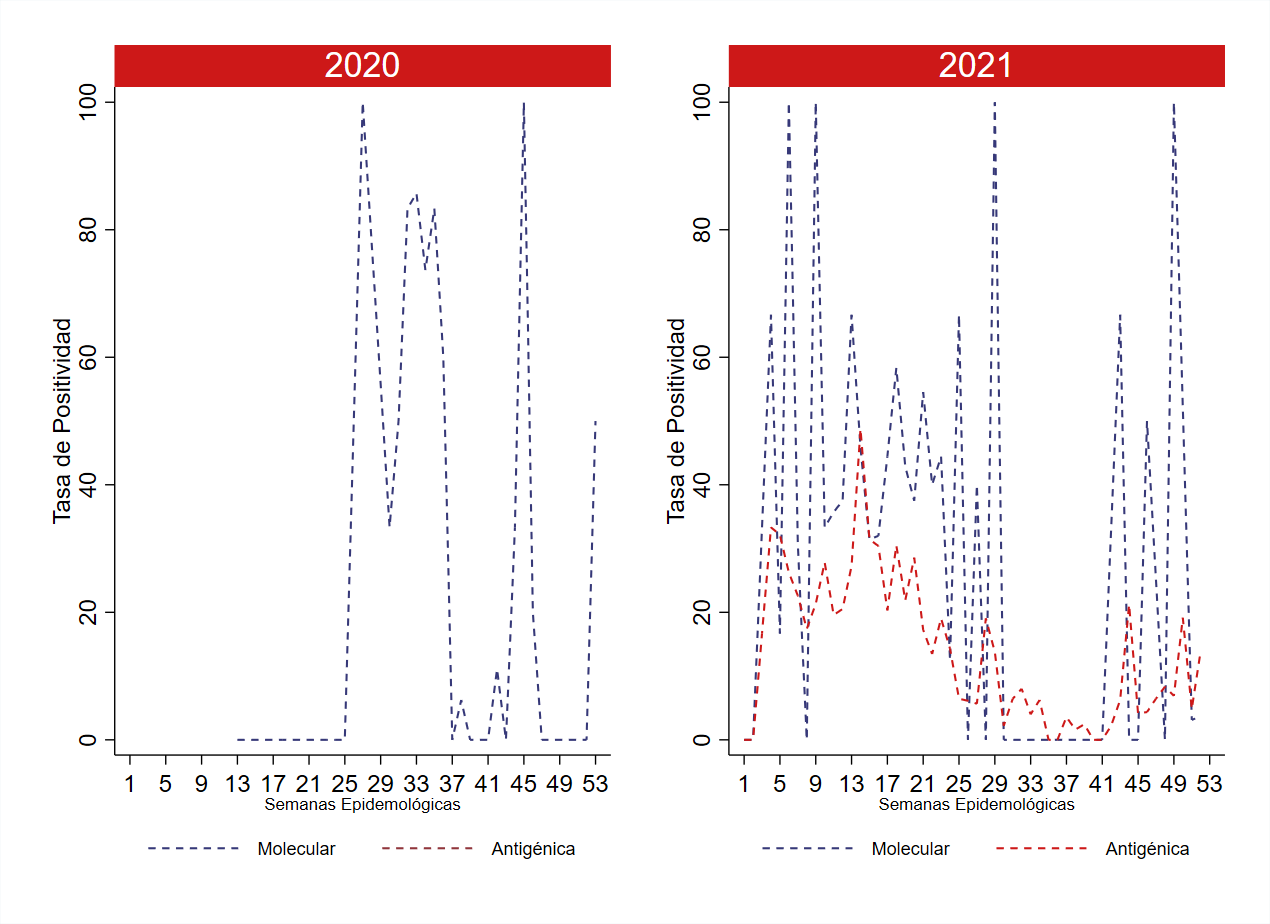 2020
2021
Tasa de Positividad
100
80
60
40
20
0
1 5 9 13 17 21 25 29 33 37 41 45 49 53
Semanas Epidemológicas
Molecular Antigénica
Tasa de Positividad
100
80
60
40
20
0
1 5 9 13 17 21 25 29 33 37 41 45 49 53
Semanas Epidemológicas
Molecular Antigénica